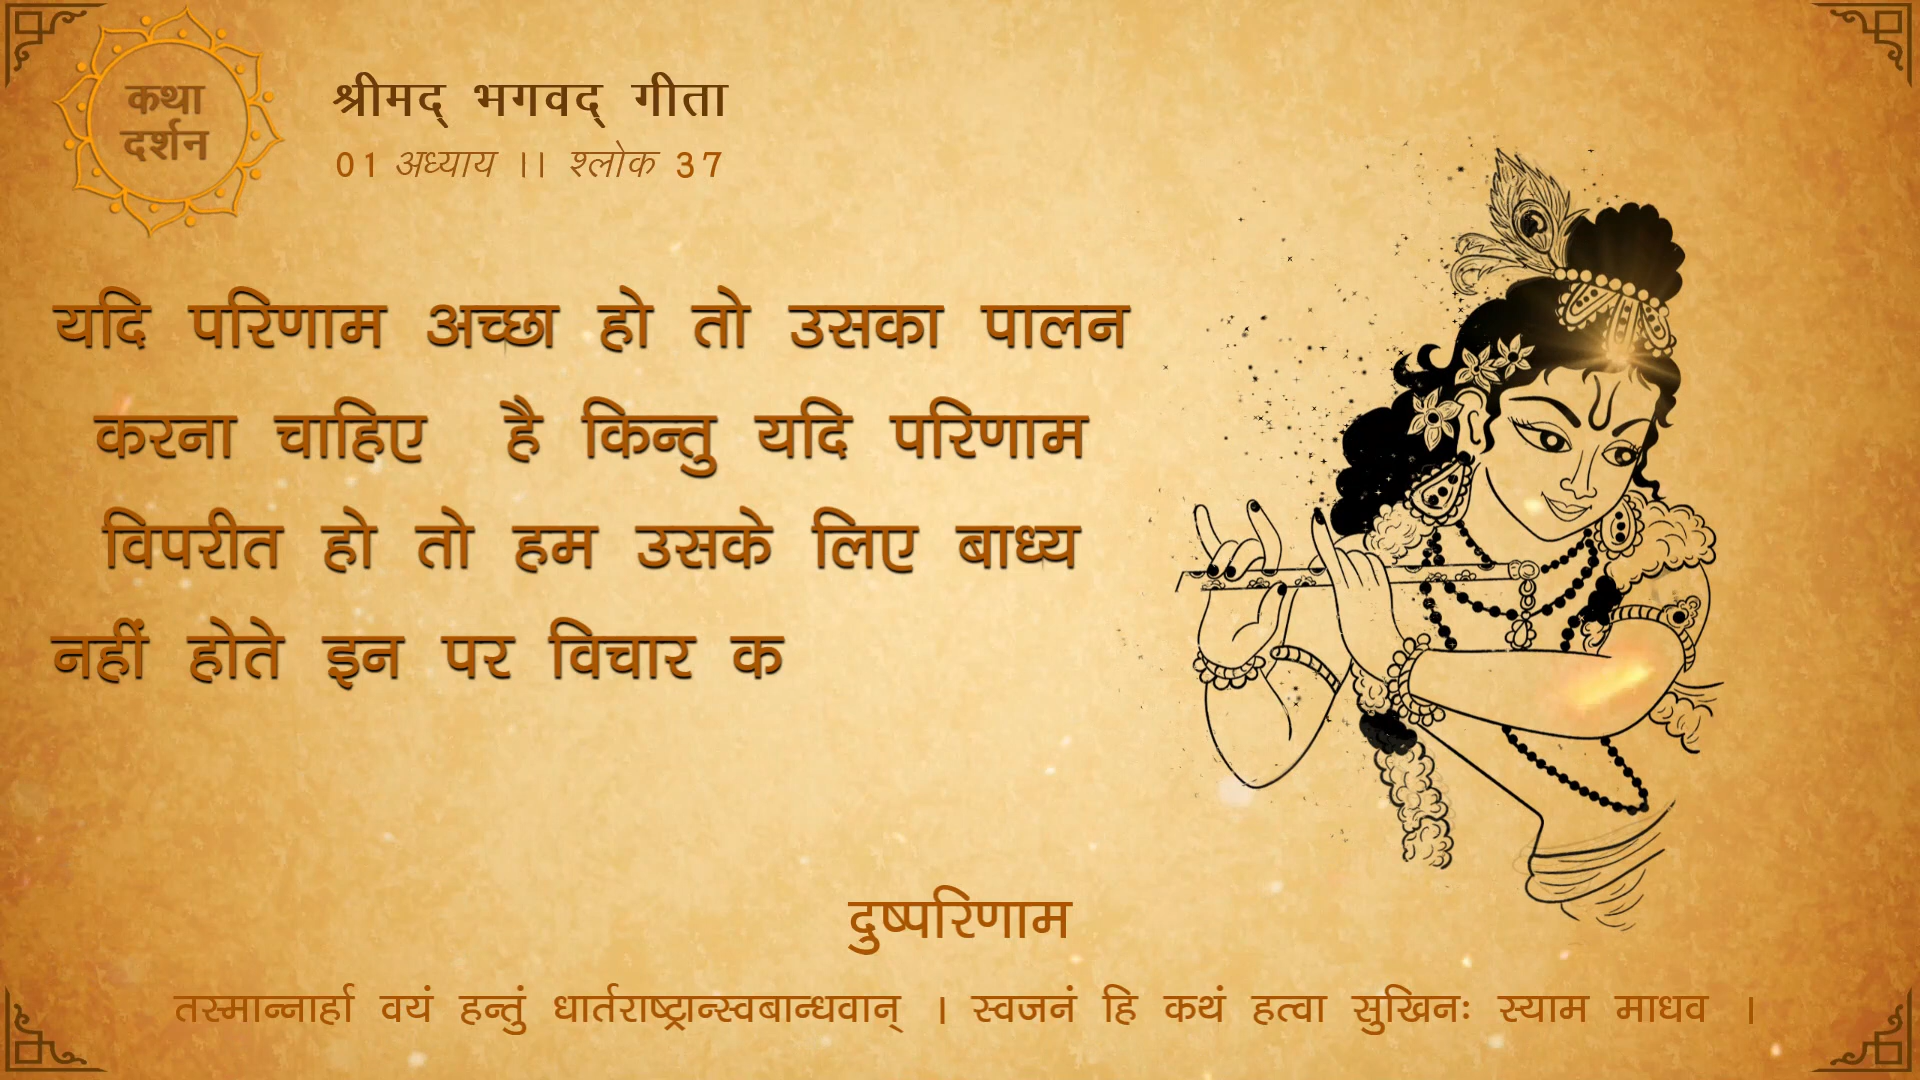 कथा
दर्शन
श्रीमद् भगवद् गीता
01 अध्याय ।। श्लोक 37
यदि परिणाम अच्छा हो तो उसका पालन
करना चाहिए है किन्तु यदि परिणाम
विपरीत हो तो हम उसके लिए बाध्य
नहीं होते इन पर विचार क
दुष्परिणाम
तस्मान्नार्हा वयं हन्तुं धार्तराष्ट्रान्स्वबान्धवान् । स्वजनं हि कथं हत्वा सुखिनः स्याम माधव ।